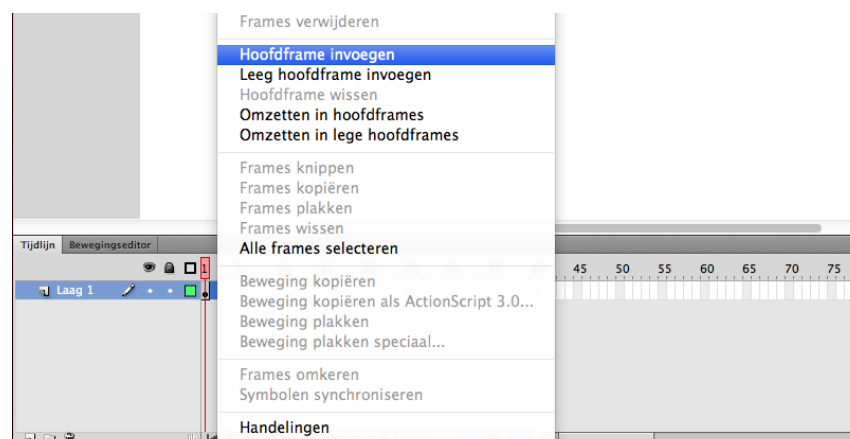 Frames verwijderen
Hoofdframe invoegen
Leeg hoofdframe invoegen
Hoofdframe wissen
Omzetten in hoofdframes
Omzetten in lege hoofdframes
Frames knippen
Frames kopiëren
Frames plakken
Frames wissen
Alle frames selecteren
Tijdlijn Bewegingseditor
1 45 50 55 60 65 70 75
Laag 1
Beweging kopiëren
Beweging kopiëren als ActionScript 3.0...
Beweging plakken
Beweging plakken speciaal...
Frames omkeren
Symbolen synchroniseren
Handelingen